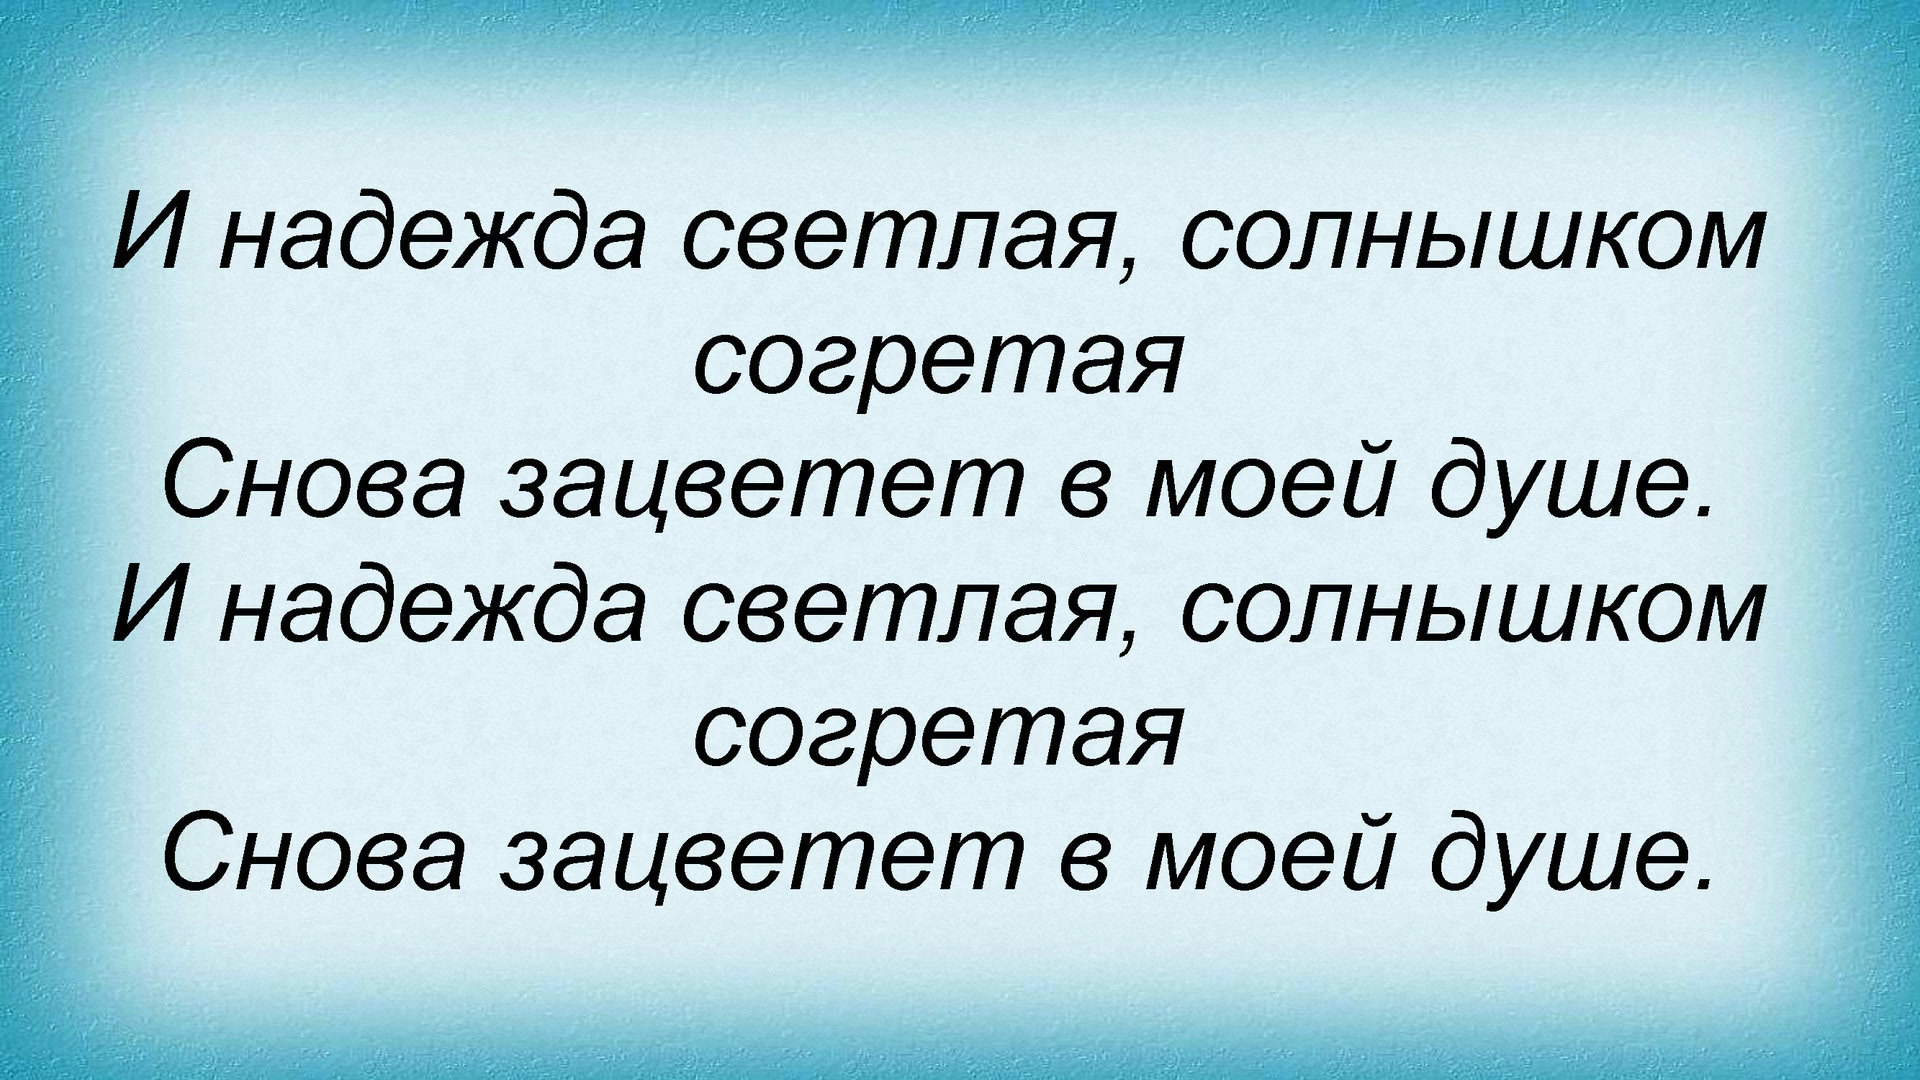 И надежда светлая, солнышком
согретая
Снова зацветет в моей душе.
И надежда светлая, солнышком
согретая
Снова зацветет в моей душе.